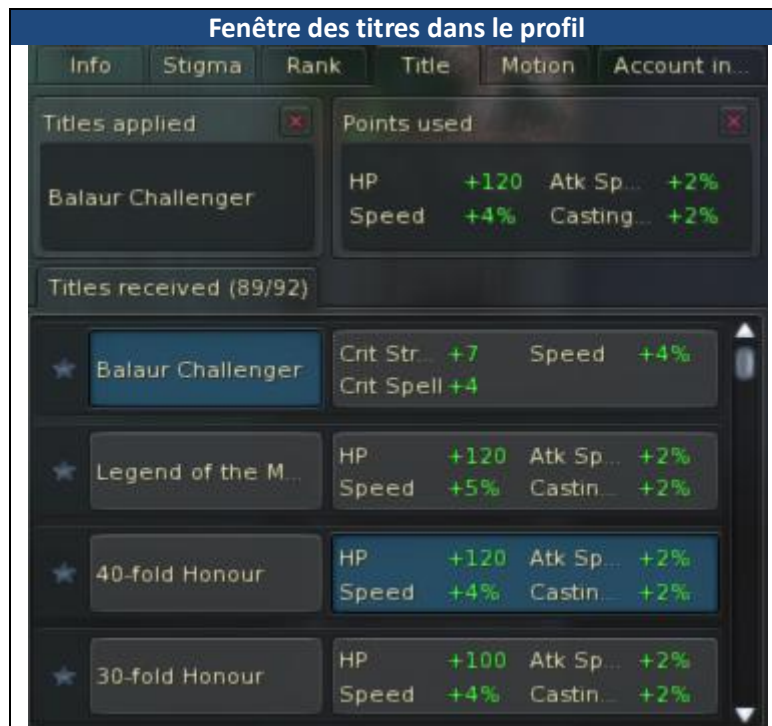 Fenêtre des titres dans le profil
Info Stigma Rank Title Motion Account in...
Titles applied Points used
Balaur Challenger
HP +120 Atk Sp... +2%
Speed +4% Casting... +2%
Titles received (89/92)
Balaur Challenger
Crit Str... +7 Speed +4%
Crit Spell +4
Legend of the M...
HP +120 Atk Sp... +2%
Speed +5% Castin... +2%
40-fold Honour
HP +120 Atk Sp... +2%
Speed +4% Castin... +2%
30-fold Honour
HP +100 Atk Sp... +2%
Speed +4% Castin... +2%